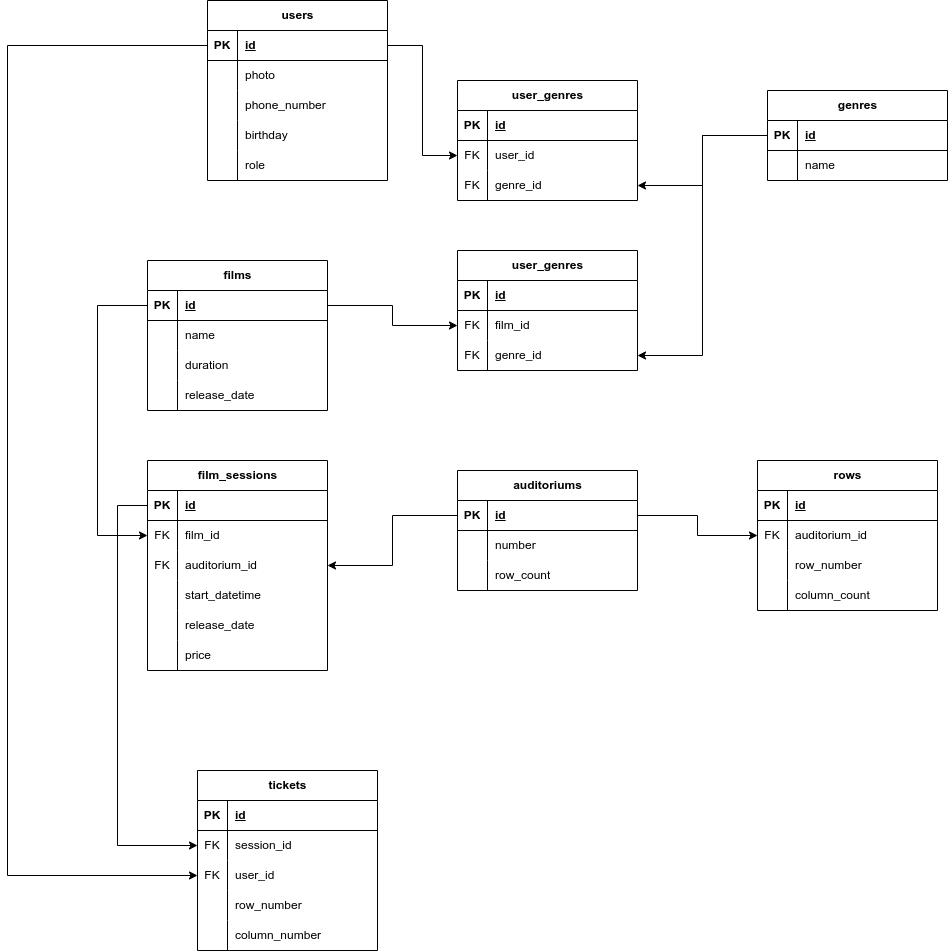 users
PK id
photo
phone_number
birthday
role
user_genres
PK id
FK user_id
FK genre_id
genres
PK id
name
films
PK id
name
duration
release_date
user_genres
PK id
FK film_id
FK genre_id
film_sessions
PK id
FK film_id
FK auditorium_id
start_datetime
release_date
price
auditoriums
PK id
number
row_count
rows
PK id
FK auditorium_id
row_number
column_count
tickets
PK id
FK session_id
FK user_id
row_number
column_number